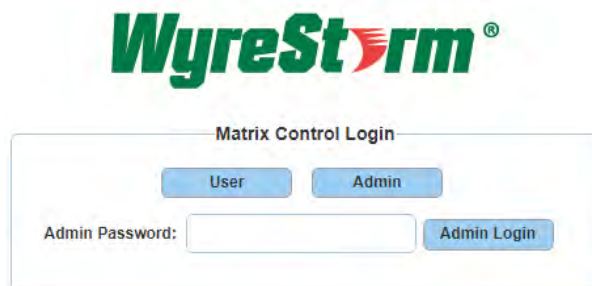 WyreStorm®
Matrix Control Login
User Admin
Admin Password: Admin Login